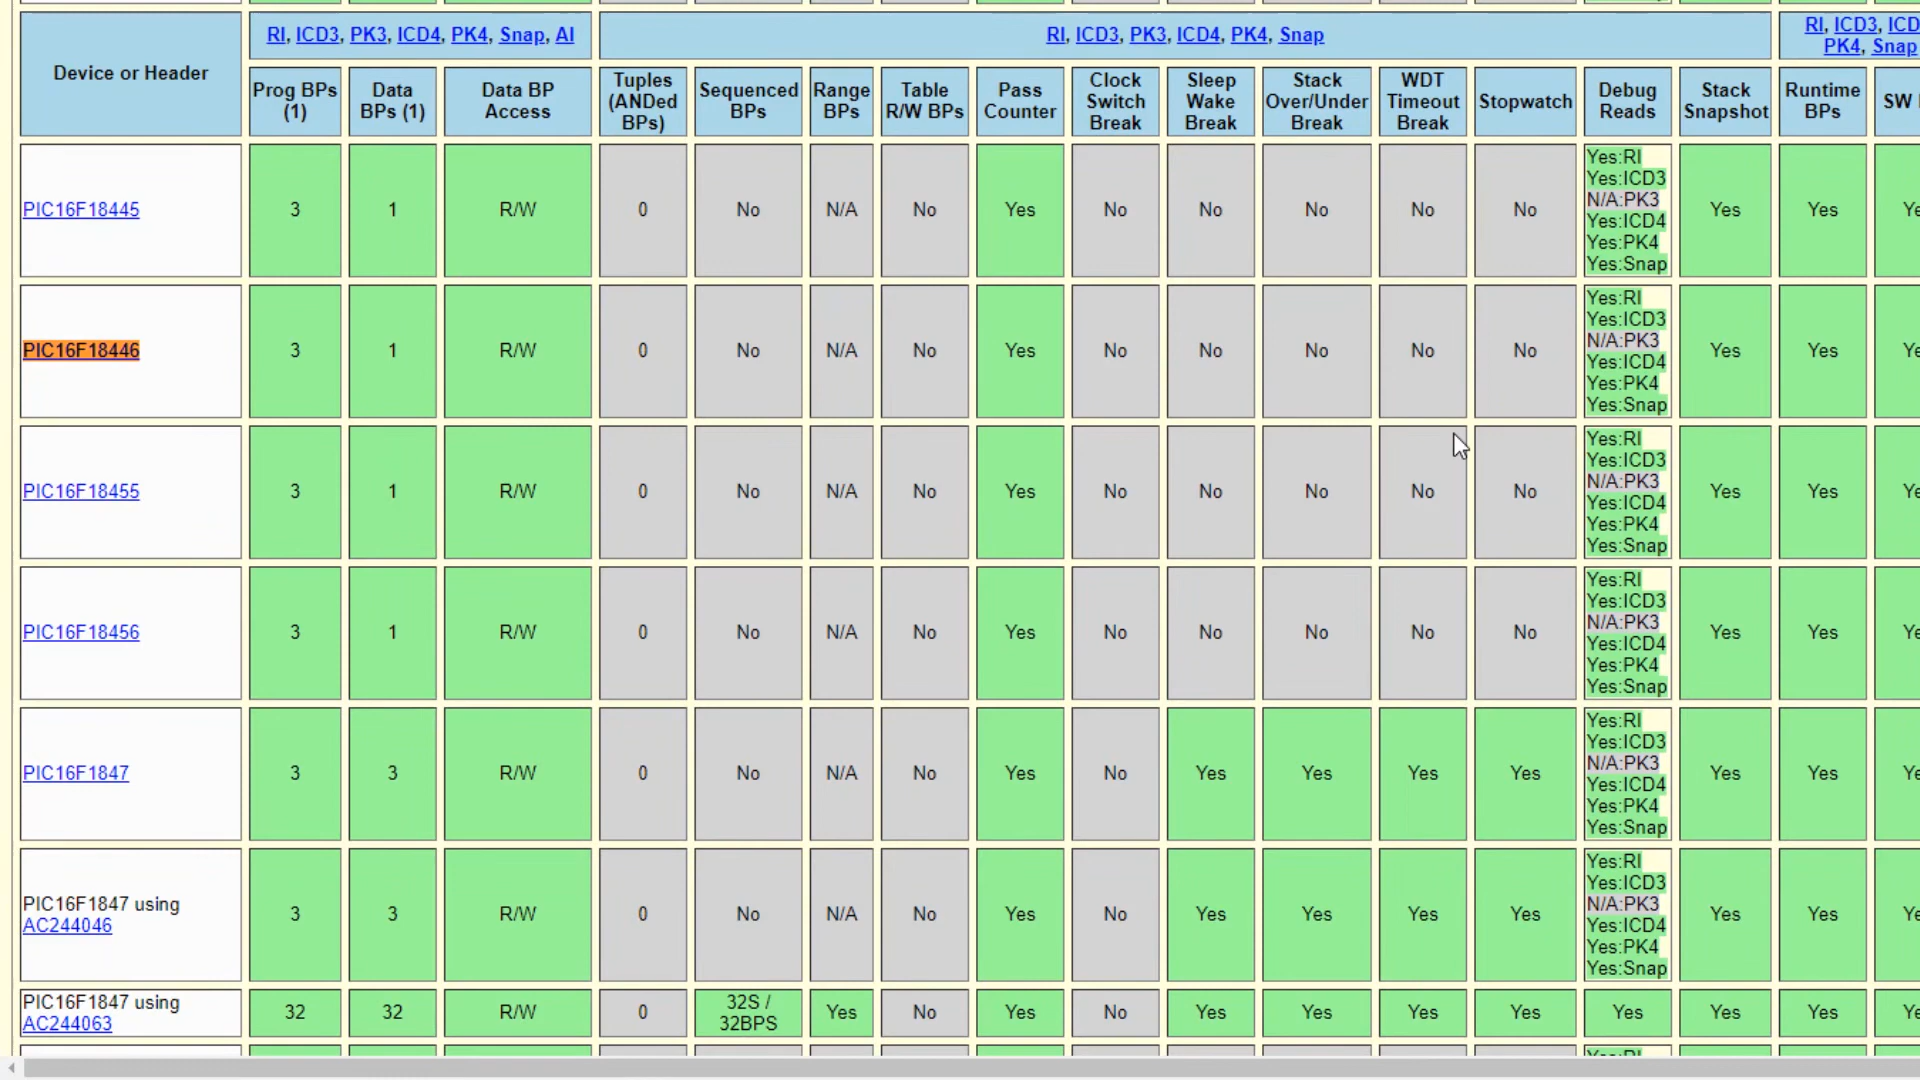 RI, ICD3, PK3, ICD4, PK4, Snap, AI
RI, ICD3, PK3, ICD4, PK4, Snap
RI, ICD3, ICD
PK4, Snap
Device or Header
Prog BPs
(1)
Data
BPs (1)
Data BP
Access
Tuples
(ANDed
BPs)
Sequenced
BPs
Range
BPs
Table
R/W BPs
Pass
Counter
Clock
Switch
Break
Sleep
Wake
Break
Stack
Over/Under
Break
WDT
Timeout
Break
Stopwatch
Debug
Reads
Stack
Snapshot
Runtime
BPs
SW
PIC16F18445
3
1
R/W
0
No
N/A
No
Yes
No
No
No
No
No
Yes:RI
Yes:ICD3
N/A:PK3
Yes:ICD4
Yes:PK4
Yes:Snap
Yes
Yes
Ye
PIC16F18446
3
1
R/W
0
No
N/A
No
Yes
No
No
No
No
No
Yes:RI
Yes:ICD3
N/A:PK3
Yes:ICD4
Yes:PK4
Yes:Snap
Yes
Yes
Ye
PIC16F18455
3
1
R/W
0
No
N/A
No
Yes
No
No
No
No
No
Yes:RI
Yes:ICD3
N/A:PK3
Yes:ICD4
Yes:PK4
Yes:Snap
Yes
Yes
Ye
PIC16F18456
3
1
R/W
0
No
N/A
No
Yes
No
No
No
No
No
Yes:RI
Yes:ICD3
N/A:PK3
Yes:ICD4
Yes:PK4
Yes:Snap
Yes
Yes
Ye
PIC16F1847
3
3
R/W
0
No
N/A
No
Yes
No
Yes
Yes
Yes
Yes
Yes:RI
Yes:ICD3
N/A:PK3
Yes:ICD4
Yes:PK4
Yes:Snap
Yes
Yes
Ye
PIC16F1847 using
AC244046
3
3
R/W
0
No
N/A
No
Yes
No
Yes
Yes
Yes
Yes
Yes:RI
Yes:ICD3
N/A:PK3
Yes:ICD4
Yes:PK4
Yes:Snap
Yes
Yes
Ye
PIC16F1847 using
AC244063
32
32
R/W
0
32S /
32BPS
Yes
No
Yes
No
Yes
Yes
Yes
Yes
Yes
Yes
Yes
Ye